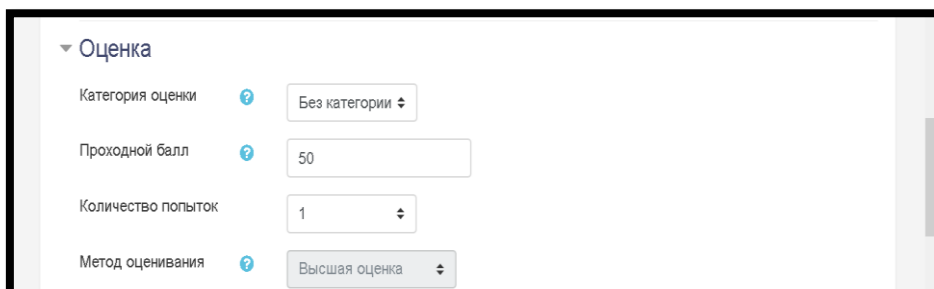 Оценка
Категория оценки Без категории
Проходной балл 50
Количество попыток 1
Метод оценивания Высшая оценка